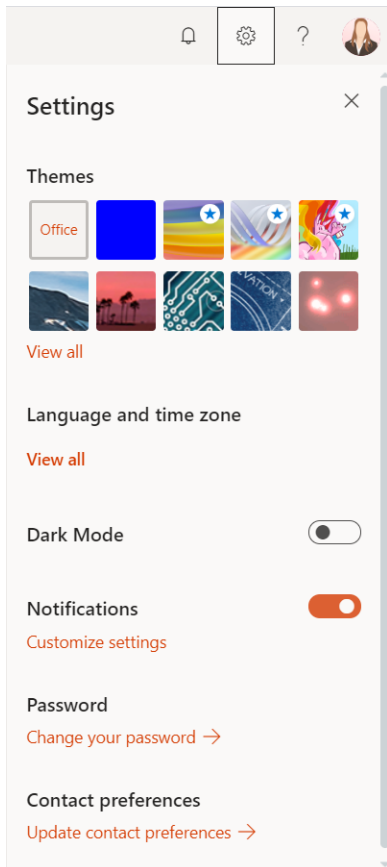 ?
Settings
Themes
Office
VATION
View all
Language and time zone
View all
Dark Mode
Notifications
Customize settings
Password
Change your password →
Contact preferences
Update contact preferences →